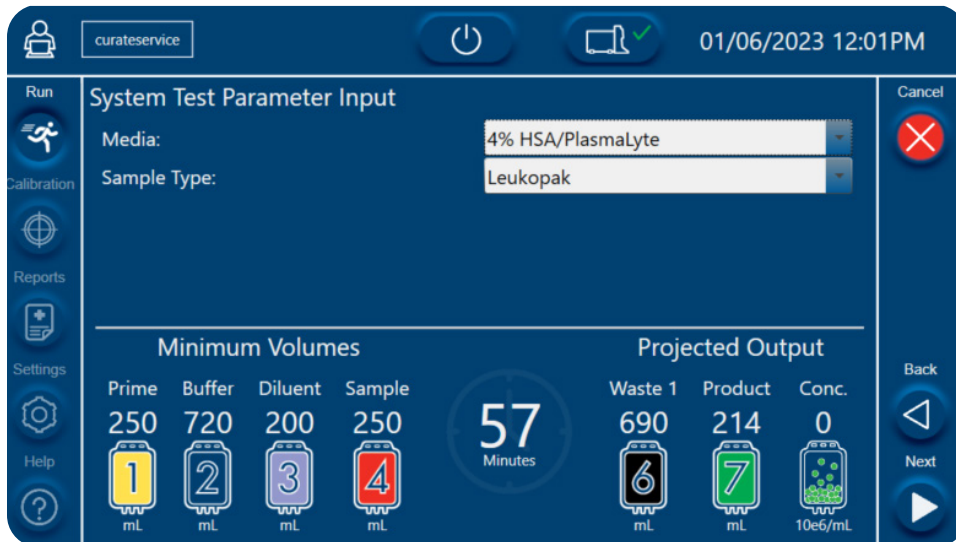 curateservice
01/06/2023 12:01PM
Run
Calibration
Reports
Settings
Help
System Test Parameter Input
Media:
4% HSA/PlasmaLyte
Sample Type:
Leukopak
Minimum Volumes
Prime Buffer Diluent Sample
250 720 200 250
1 2 3 4
mL mL mL mL
57
Minutes
Projected Output
Waste 1 Product Conc.
690 214 0
6 7
mL mL 10e6/mL
Cancel
Back
Next